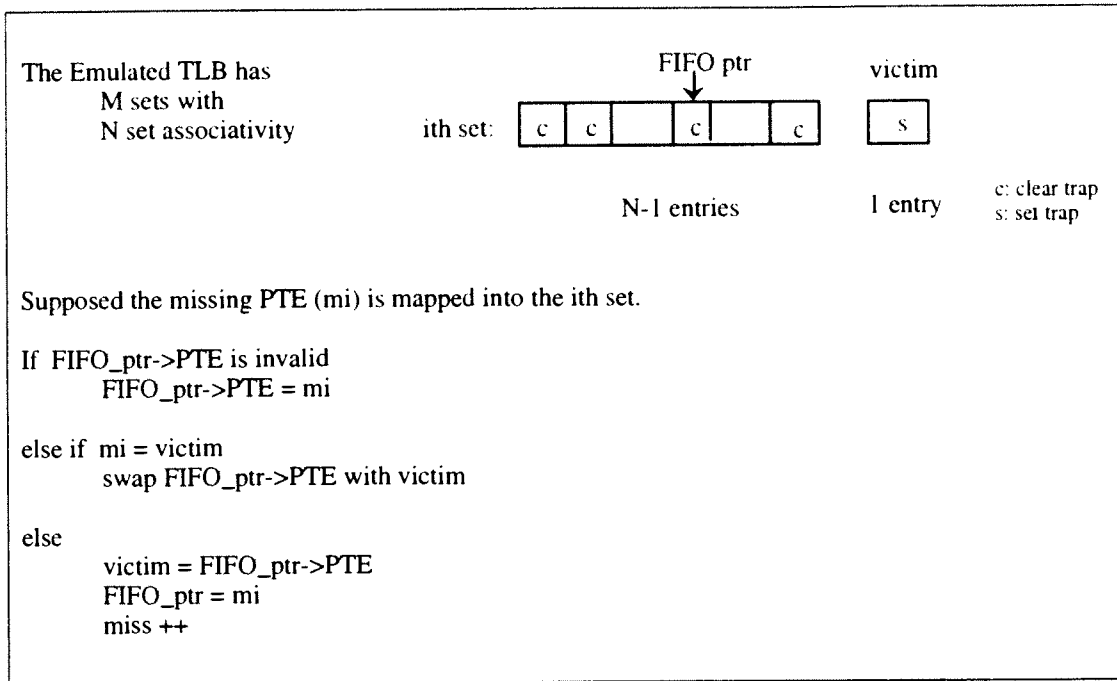 The Emulated TLB has
M sets with
N set associativity
FIFO ptr
victim
ith set:
c c c c s
N-1 entries
1 entry
c: clear trap
s: set trap
Supposed the missing PTE (mi) is mapped into the ith set.
If FIFO_ptr->PTE is invalid
FIFO_ptr->PTE = mi
else if mi = victim
swap FIFO_ptr->PTE with victim
else
victim = FIFO_ptr->PTE
FIFO_ptr = mi
miss ++